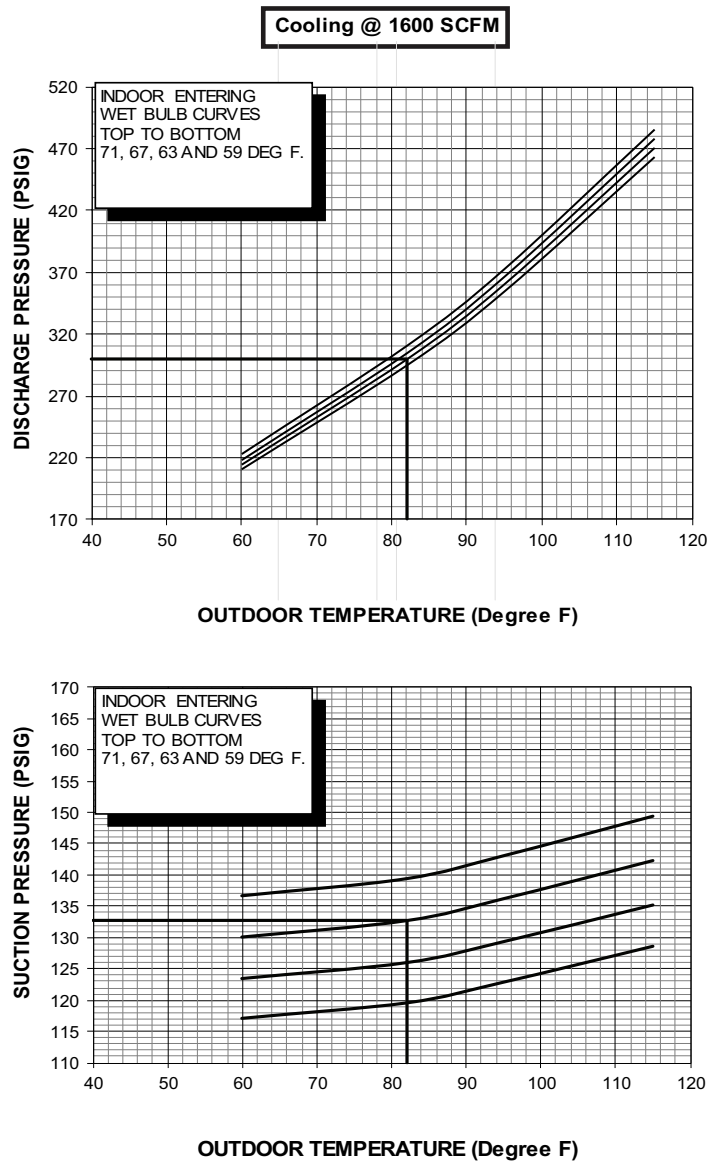 Cooling @ 1600 SCFM
INDOOR ENTERING
WET BULB CURVES
TOP TO BOTTOM
71, 67, 63 AND 59 DEG F.
DISCHARGE PRESSURE (PSIG)
520
470
420
370
320
270
220
170
40 50 60 70 80 90 100 110 120
OUTDOOR TEMPERATURE (Degree F)
INDOOR ENTERING
WET BULB CURVES
TOP TO BOTTOM
71, 67, 63 AND 59 DEG F.
SUCTION PRESSURE (PSIG)
170
165
160
155
150
145
140
135
130
125
120
115
110
40 50 60 70 80 90 100 110 120
OUTDOOR TEMPERATURE (Degree F)